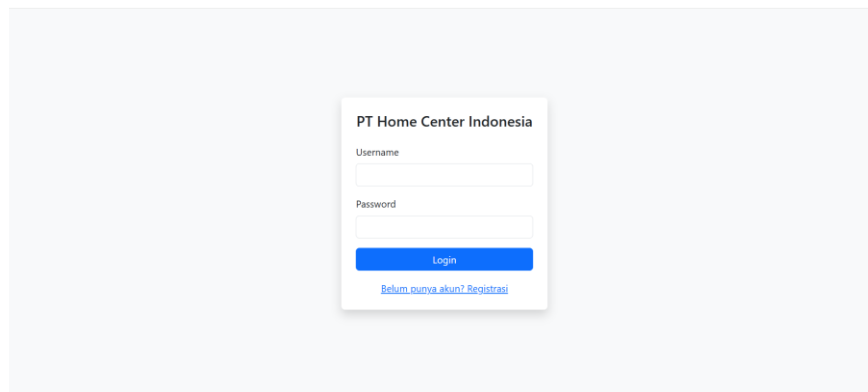 PT Home Center Indonesia
Username
Password
Login
Belum punya akun? Registrasi